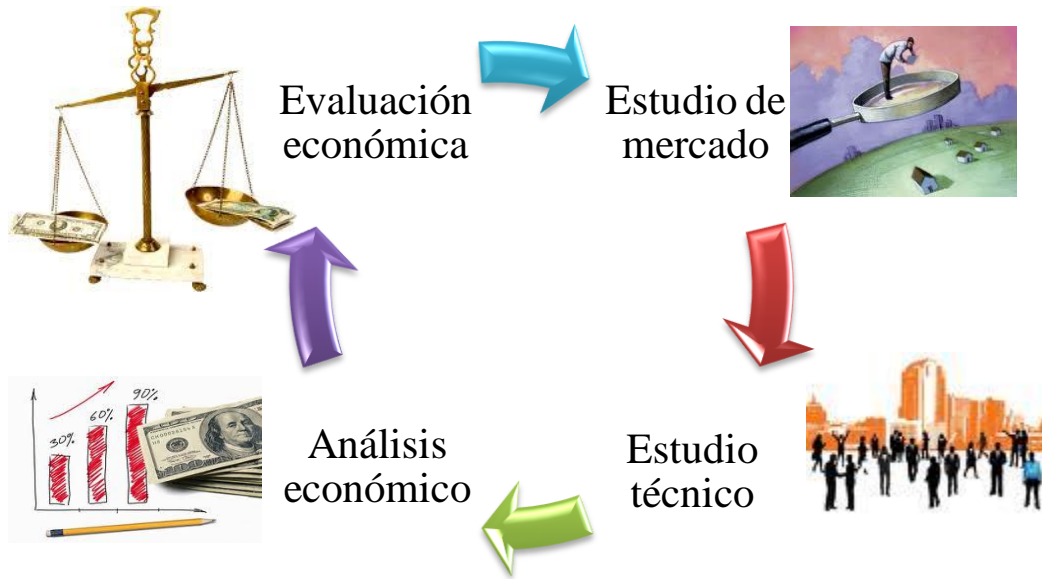 Evaluación
económica
Estudio de
mercado
Estudio
técnico
Análisis
económico
30%
60%
90%